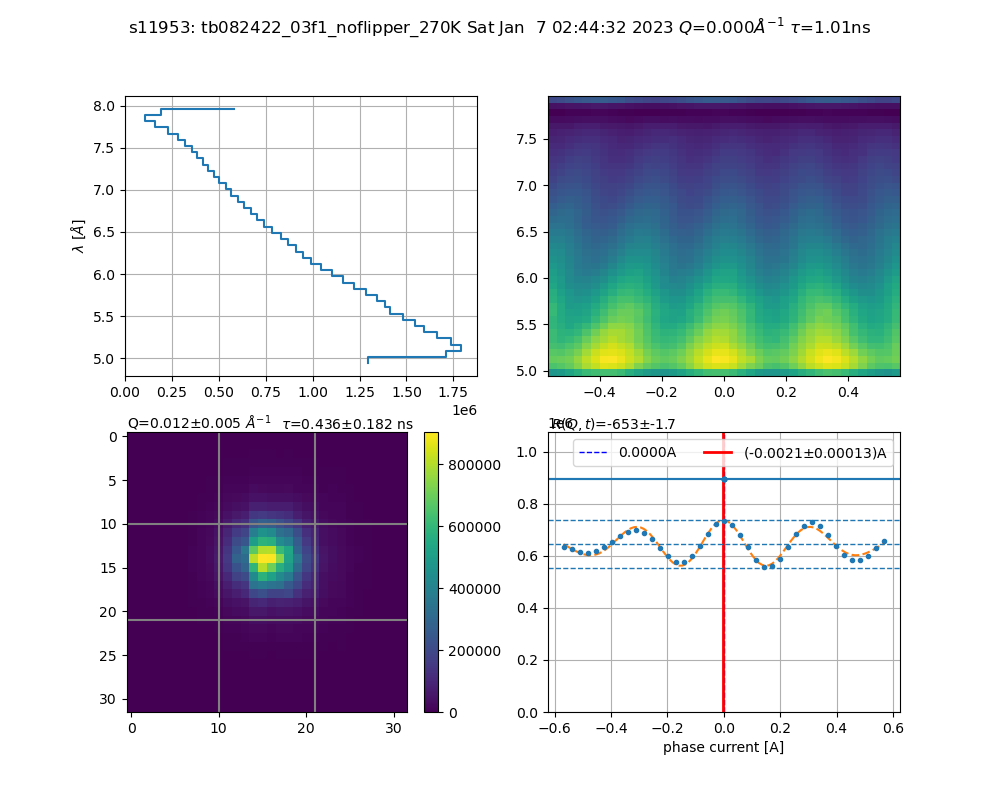 s11953: tb082422_03f1_noflipper_270K Sat Jan 7 02:44:32 2023 Q=0.000Å⁻¹ τ=1.01ns
8.0
7.5
7.0
6.5
6.0
5.5
5.0
λ [Å]
0.00 0.25 0.50 0.75 1.00 1.25 1.50 1.75
1e6
7.5
7.0
6.5
6.0
5.5
5.0
−0.4 −0.2 0.0 0.2 0.4
Q=0.012±0.005 Å⁻¹ τ=0.436±0.182 ns
0
5
10
15
20
25
30
0 10 20 30
800000
600000
400000
200000
0
1e6
R(Q, t)=-653±-1.7
0.0000A (-0.0021±0.00013)A
1.0
0.8
0.6
0.4
0.2
0.0
−0.6 −0.4 −0.2 0.0 0.2 0.4 0.6
phase current [A]